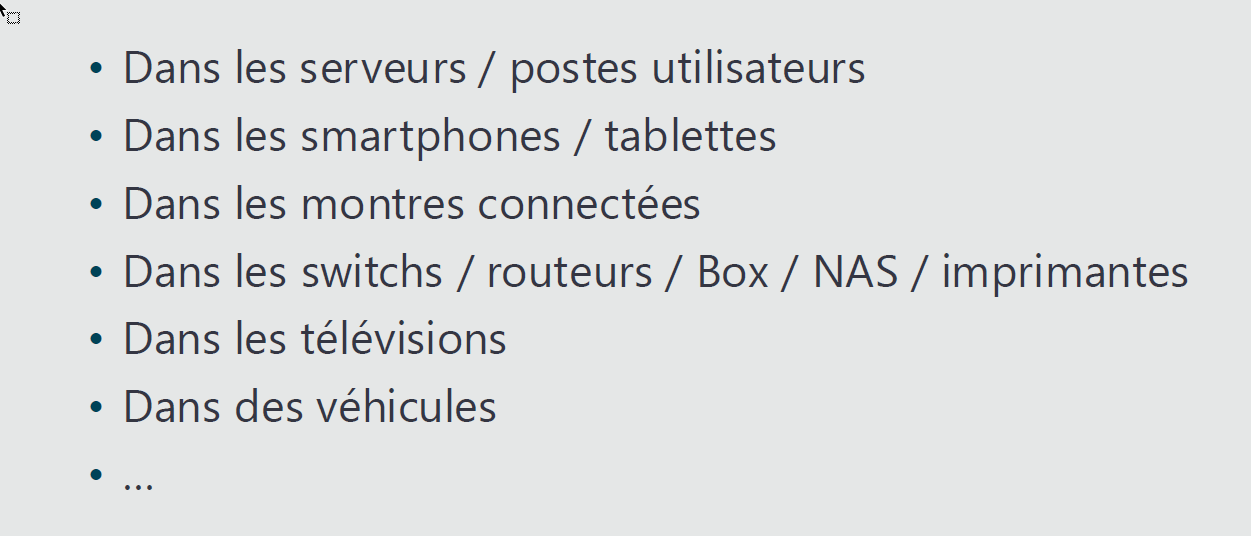 • Dans les serveurs / postes utilisateurs
• Dans les smartphones / tablettes
• Dans les montres connectées
• Dans les switchs / routeurs / Box / NAS / imprimantes
• Dans les télévisions
• Dans des véhicules
• ...